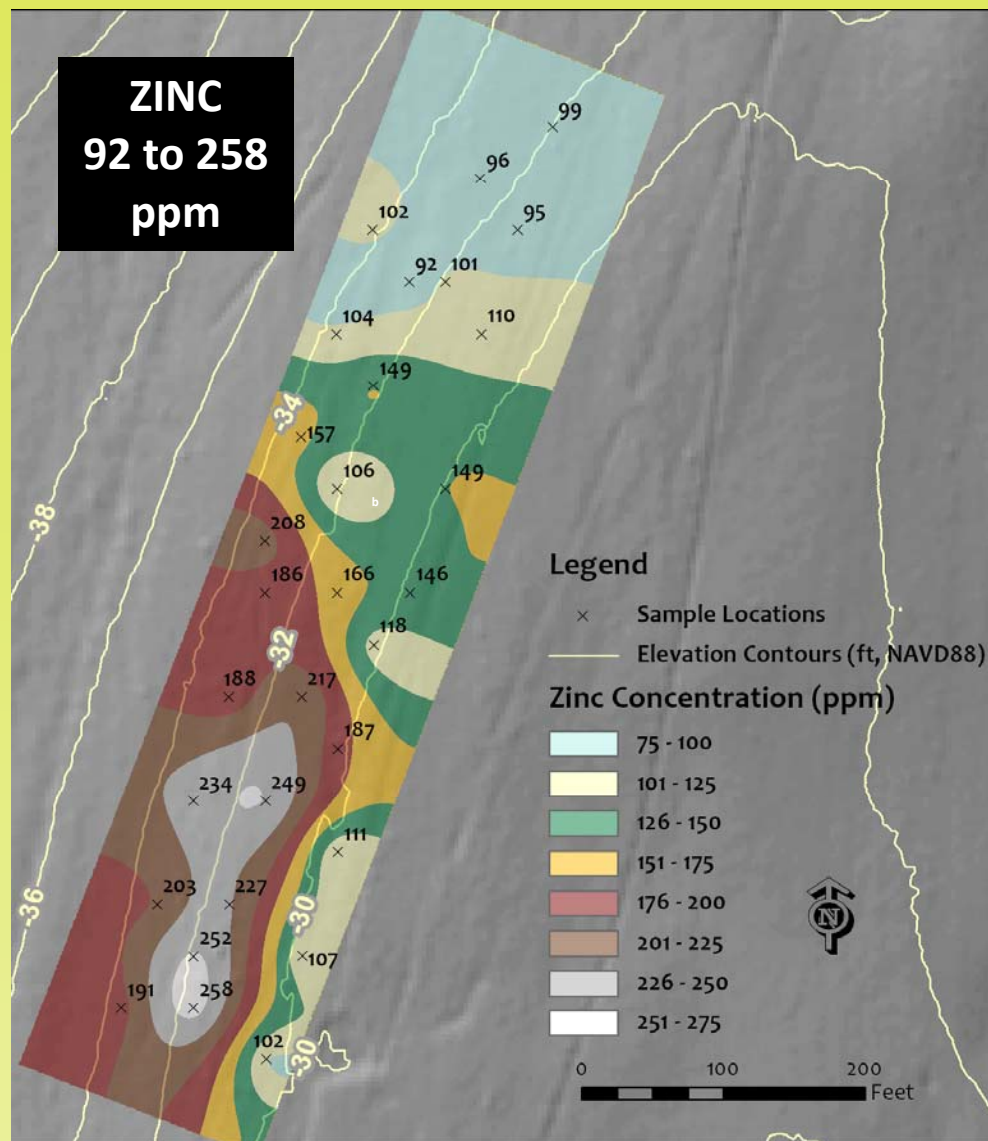 ZINC
92 to 258
ppm
99
96
95
102
92
101
104
110
149
-34
157
106
149
b
-38
208
186
166
146
118
-32
188
217
187
234
249
111
-36
203
227
-30
252
107
191
258
102
-30
Legend
Sample Locations
Elevation Contours (ft, NAVD88)
Zinc Concentration (ppm)
75 - 100
101 - 125
126 - 150
151 - 175
176 - 200
201 - 225
226 - 250
251 - 275
N
0 200
Feet